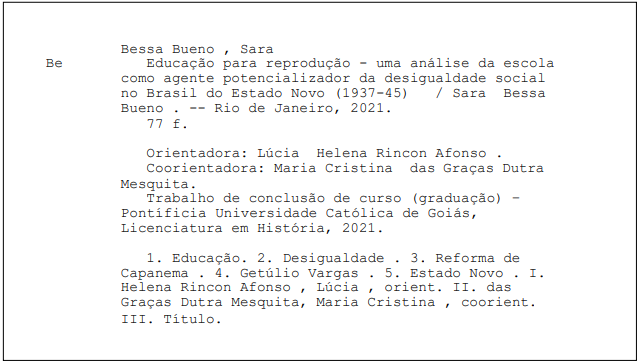 Bessa Bueno , Sara
Be Educação para reprodução - uma análise da escola
como agente potencializador da desigualdade social
no Brasil do Estado Novo (1937-45) / Sara Bessa
Bueno . -- Rio de Janeiro, 2021.
77 f.
Orientadora: Lúcia Helena Rincon Afonso .
Coorientadora: Maria Cristina das Graças Dutra
Mesquita.
Trabalho de conclusão de curso (graduação) –
Pontíficia Universidade Católica de Goiás,
Licenciatura em História, 2021.
1. Educação. 2. Desigualdade . 3. Reforma de
Capanema . 4. Getúlio Vargas . 5. Estado Novo . I.
Helena Rincon Afonso , Lúcia , orient. II. das
Graças Dutra Mesquita, Maria Cristina , coorient.
III. Título.